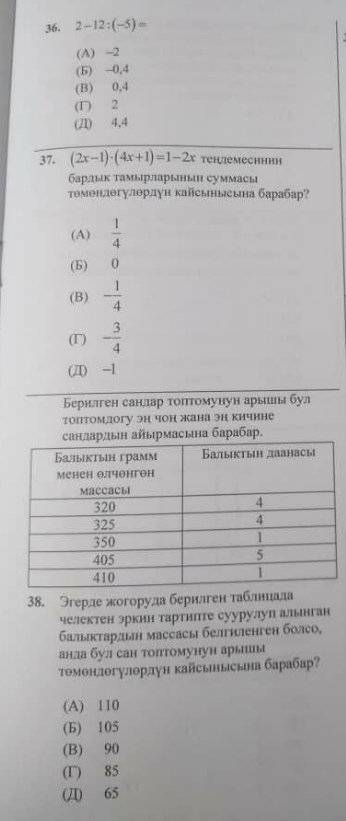 36. 2–12:(–5)=
(А) –2
(Б) –0,4
(В) 0,4
(Г) 2
(Д) 4,4
37. (2x–1)·(4x+1)=1–2x теңдемесинин
бардык тамырларынын суммасы
төмөндөгүлөрдүн кайсынысына барабар?
(А) 1/4
(Б) 0
(В) –1/4
(Г) –3/4
(Д) –1
Берилген сандар топтомунун арышы бул
топтомдогу эң чоң жана эң кичине
сандардын айырмасына барабар.
Балыктын грамм Балыктын даанасы
менен өлчөнгөн
массасы
320 4
325 4
350 1
405 5
410 1
38. Эгерде жогоруда берилген таблицада
челектен эркин тартипте суурулуп алынган
балыктардын массасы белгиленген болсо,
анда бул сан топтомунун арышы
төмөндөгүлөрдүн кайсынысына барабар?
(А) 110
(Б) 105
(В) 90
(Г) 85
(Д) 65